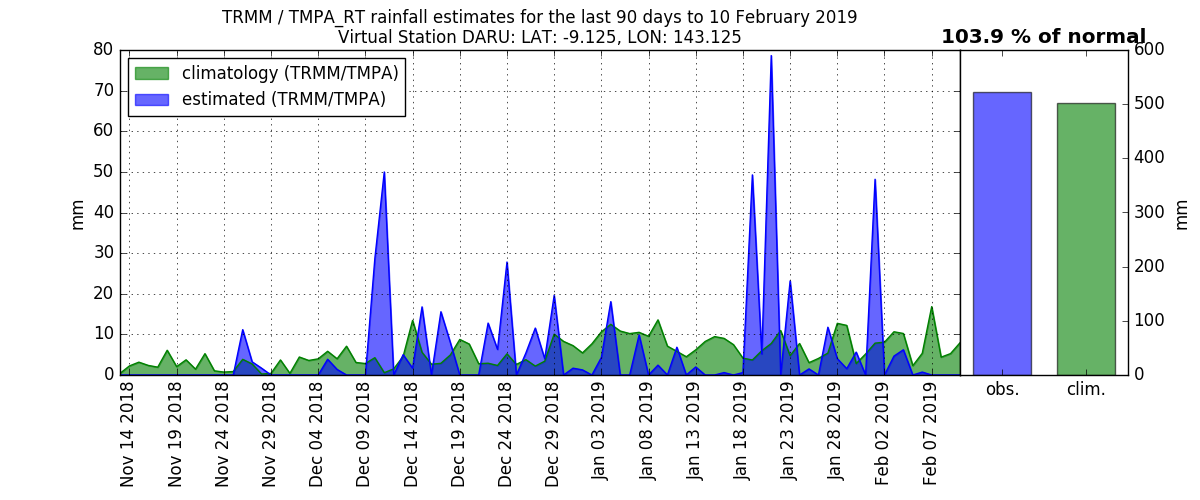 TRMM / TMPA_RT rainfall estimates for the last 90 days to 10 February 2019
Virtual Station DARU: LAT: -9.125, LON: 143.125
103.9 % of normal
climatology (TRMM/TMPA)
estimated (TRMM/TMPA)
80
70
60
50
40
30
20
10
0
mm
Nov 14 2018
Nov 19 2018
Nov 24 2018
Nov 29 2018
Dec 04 2018
Dec 09 2018
Dec 14 2018
Dec 19 2018
Dec 24 2018
Dec 29 2018
Jan 03 2019
Jan 08 2019
Jan 13 2019
Jan 18 2019
Jan 23 2019
Jan 28 2019
Feb 02 2019
Feb 07 2019
600
500
400
300
200
100
0
mm
obs.
clim.